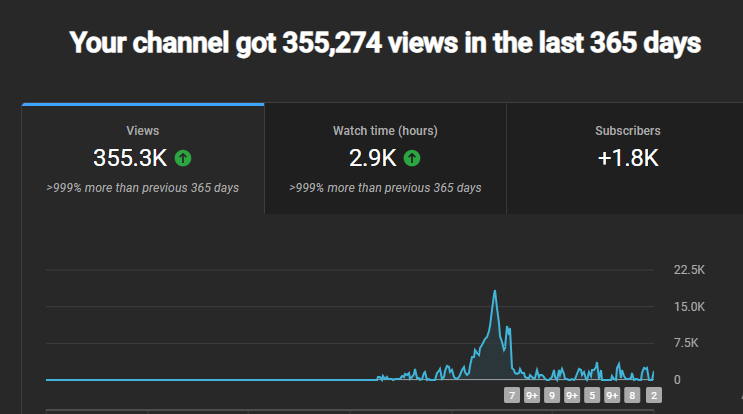 Your channel got 355,274 views in the last 365 days
Views
355.3K
>999% more than previous 365 days
Watch time (hours)
2.9K
>999% more than previous 365 days
Subscribers
+1.8K
22.5K
15.0K
7.5K
0
7 9+ 9 9+ 5 9+ 8 2